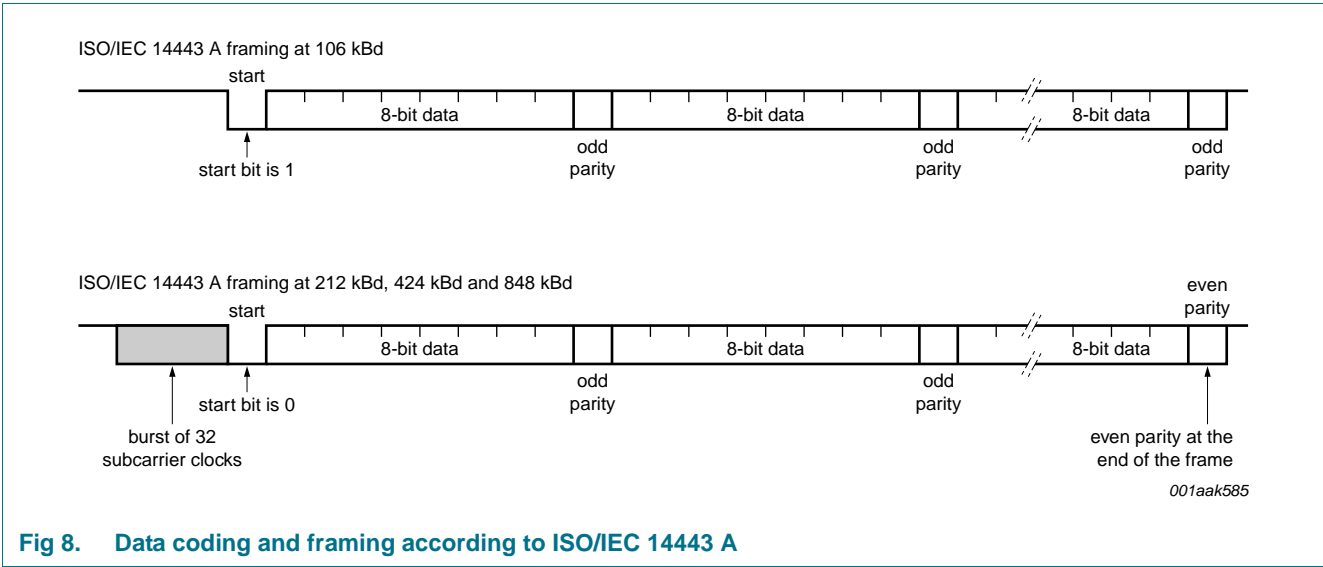 ISO/IEC 14443 A framing at 106 kBd
start
8-bit data
8-bit data
8-bit data
start bit is 1
odd
parity
odd
parity
odd
parity
ISO/IEC 14443 A framing at 212 kBd, 424 kBd and 848 kBd
start
even
parity
8-bit data
8-bit data
8-bit data
start bit is 0
odd
parity
odd
parity
burst of 32
subcarrier clocks
even parity at the
end of the frame
001aak585
Fig 8. Data coding and framing according to ISO/IEC 14443 A